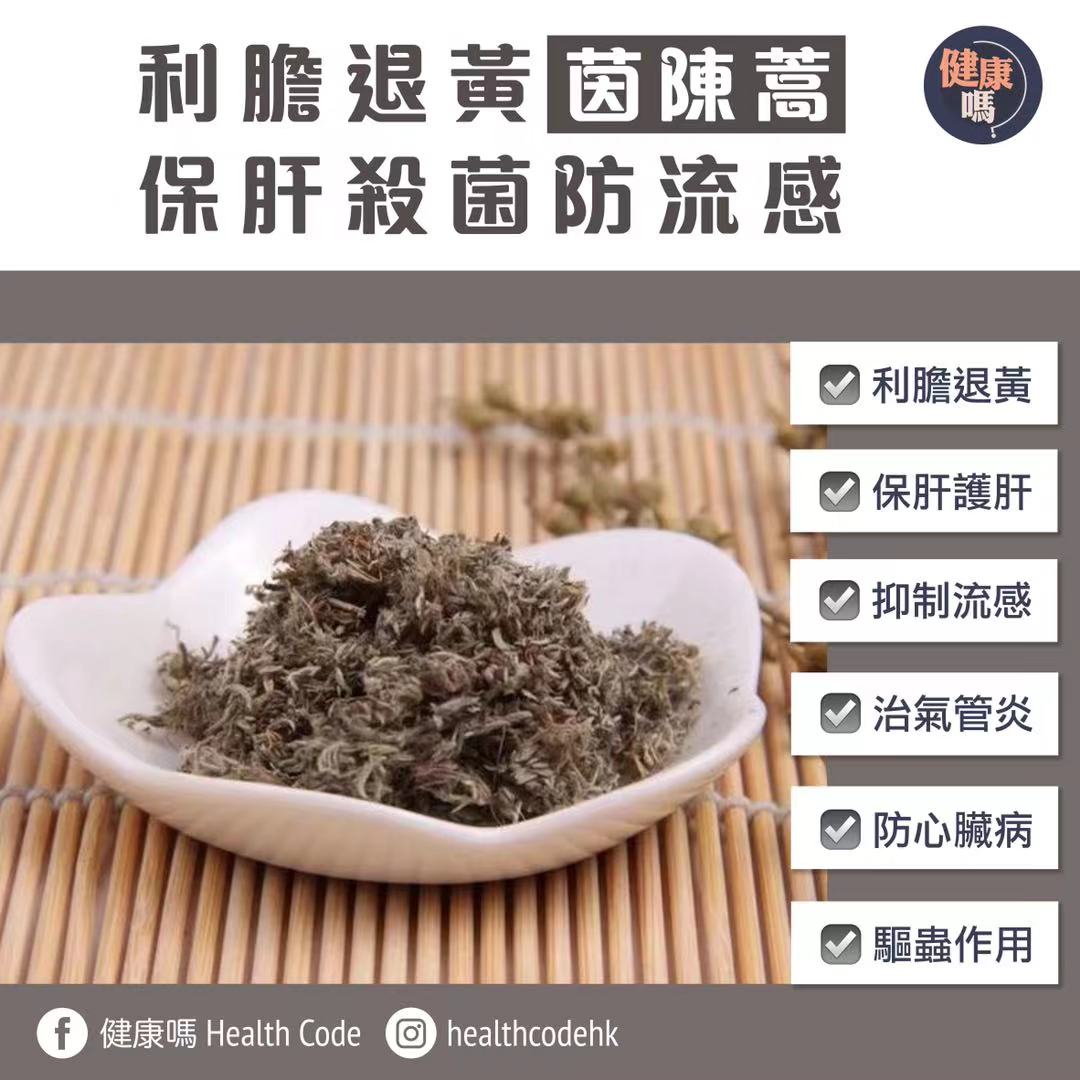 利膽退黃茵陳蒿
保肝殺菌防流感
健康
嗎
利膽退黃
保肝護肝
抑制流感
治氣管炎
防心臟病
驅蟲作用
健康嗎 Health Code
healthcodehk